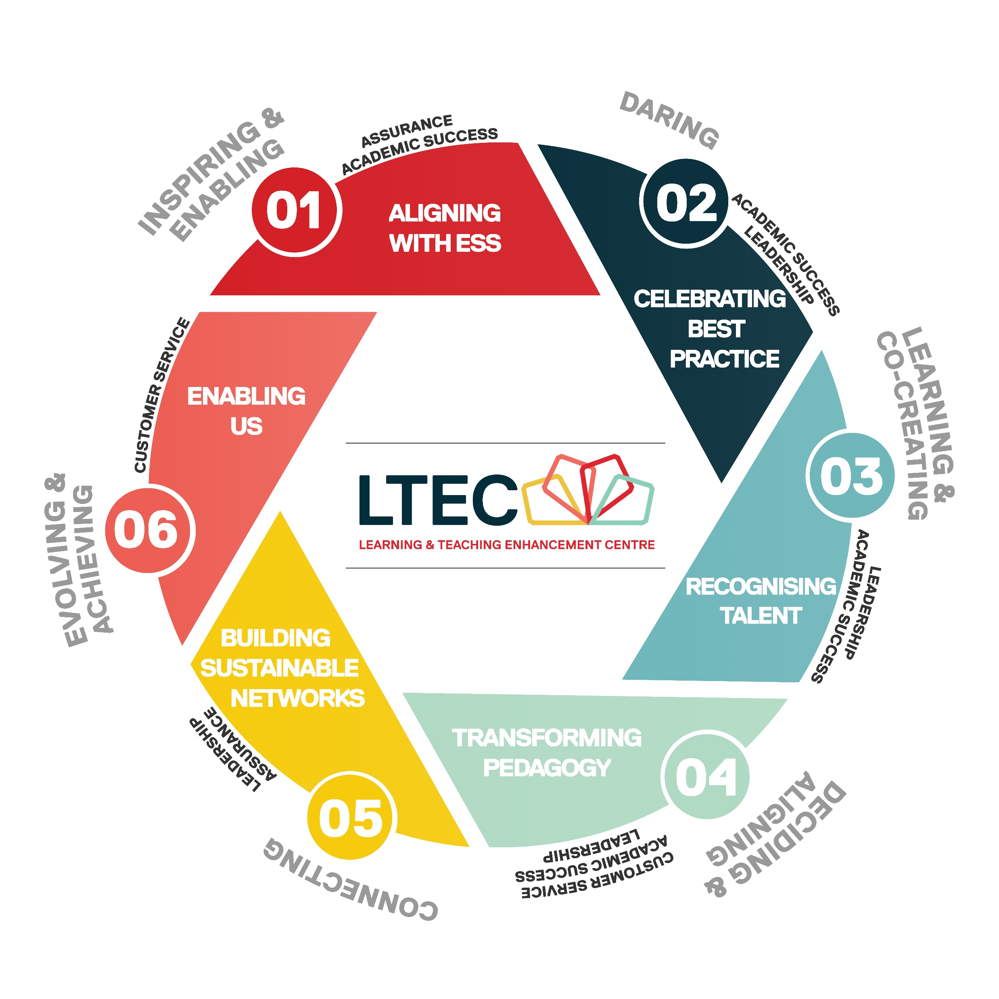 INSPIRING &
ENABLING
ASSURANCE
ACADEMIC SUCCESS
01
ALIGNING
WITH ESS
DARING
02
ACADEMIC SUCCESS
LEADERSHIP
CELEBRATING
BEST
PRACTICE
LEARNING &
CO-CREATING
03
LEADERSHIP
ACADEMIC SUCCESS
RECOGNISING
TALENT
TRANSFORMING
PEDAGOGY
04
DECIDING &
ALIGNING
LEADERSHIP
ACADEMIC SUCCESS
CUSTOMER SERVICE
BUILDING
SUSTAINABLE
NETWORKS
LEADERSHIP
ASSURANCE
05
CONNECTING
CUSTOMER SERVICE
ENABLING
US
06
EVOLVING &
ACHIEVING
LTEC
LEARNING & TEACHING ENHANCEMENT CENTRE